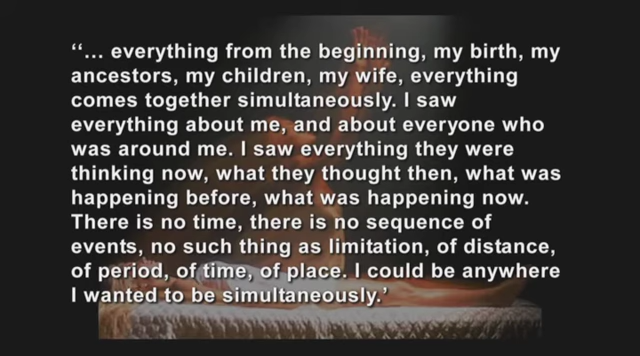 “… everything from the beginning, my birth, my
ancestors, my children, my wife, everything
comes together simultaneously. I saw
everything about me, and about everyone who
was around me. I saw everything they were
thinking now, what they thought then, what was
happening before, what was happening now.
There is no time, there is no sequence of
events, no such thing as limitation, of distance,
of period, of time, of place. I could be anywhere
I wanted to be simultaneously.’